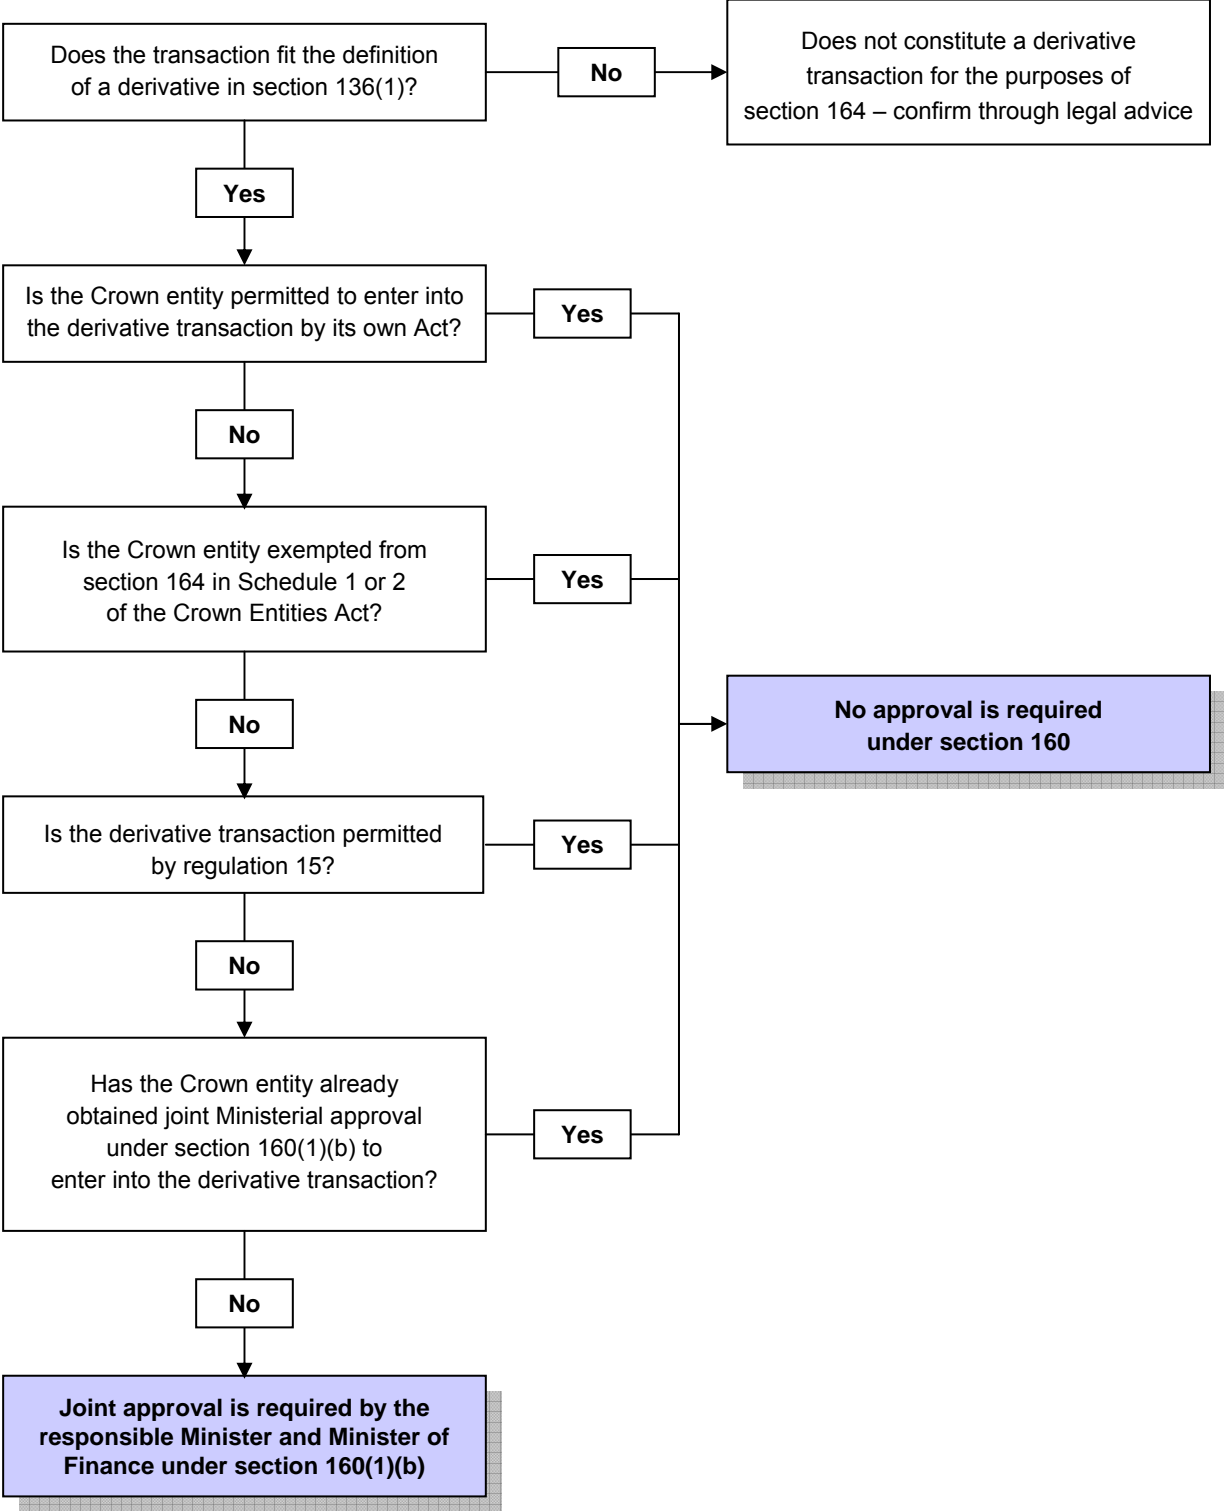 Does the transaction fit the definition
of a derivative in section 136(1)?
No
Does not constitute a derivative
transaction for the purposes of
section 164 – confirm through legal advice
Yes
Is the Crown entity permitted to enter into
the derivative transaction by its own Act?
Yes
No
Is the Crown entity exempted from
section 164 in Schedule 1 or 2
of the Crown Entities Act?
Yes
No
No approval is required
under section 160
Is the derivative transaction permitted
by regulation 15?
Yes
No
Has the Crown entity already
obtained joint Ministerial approval
under section 160(1)(b) to
enter into the derivative transaction?
Yes
No
Joint approval is required by the
responsible Minister and Minister of
Finance under section 160(1)(b)